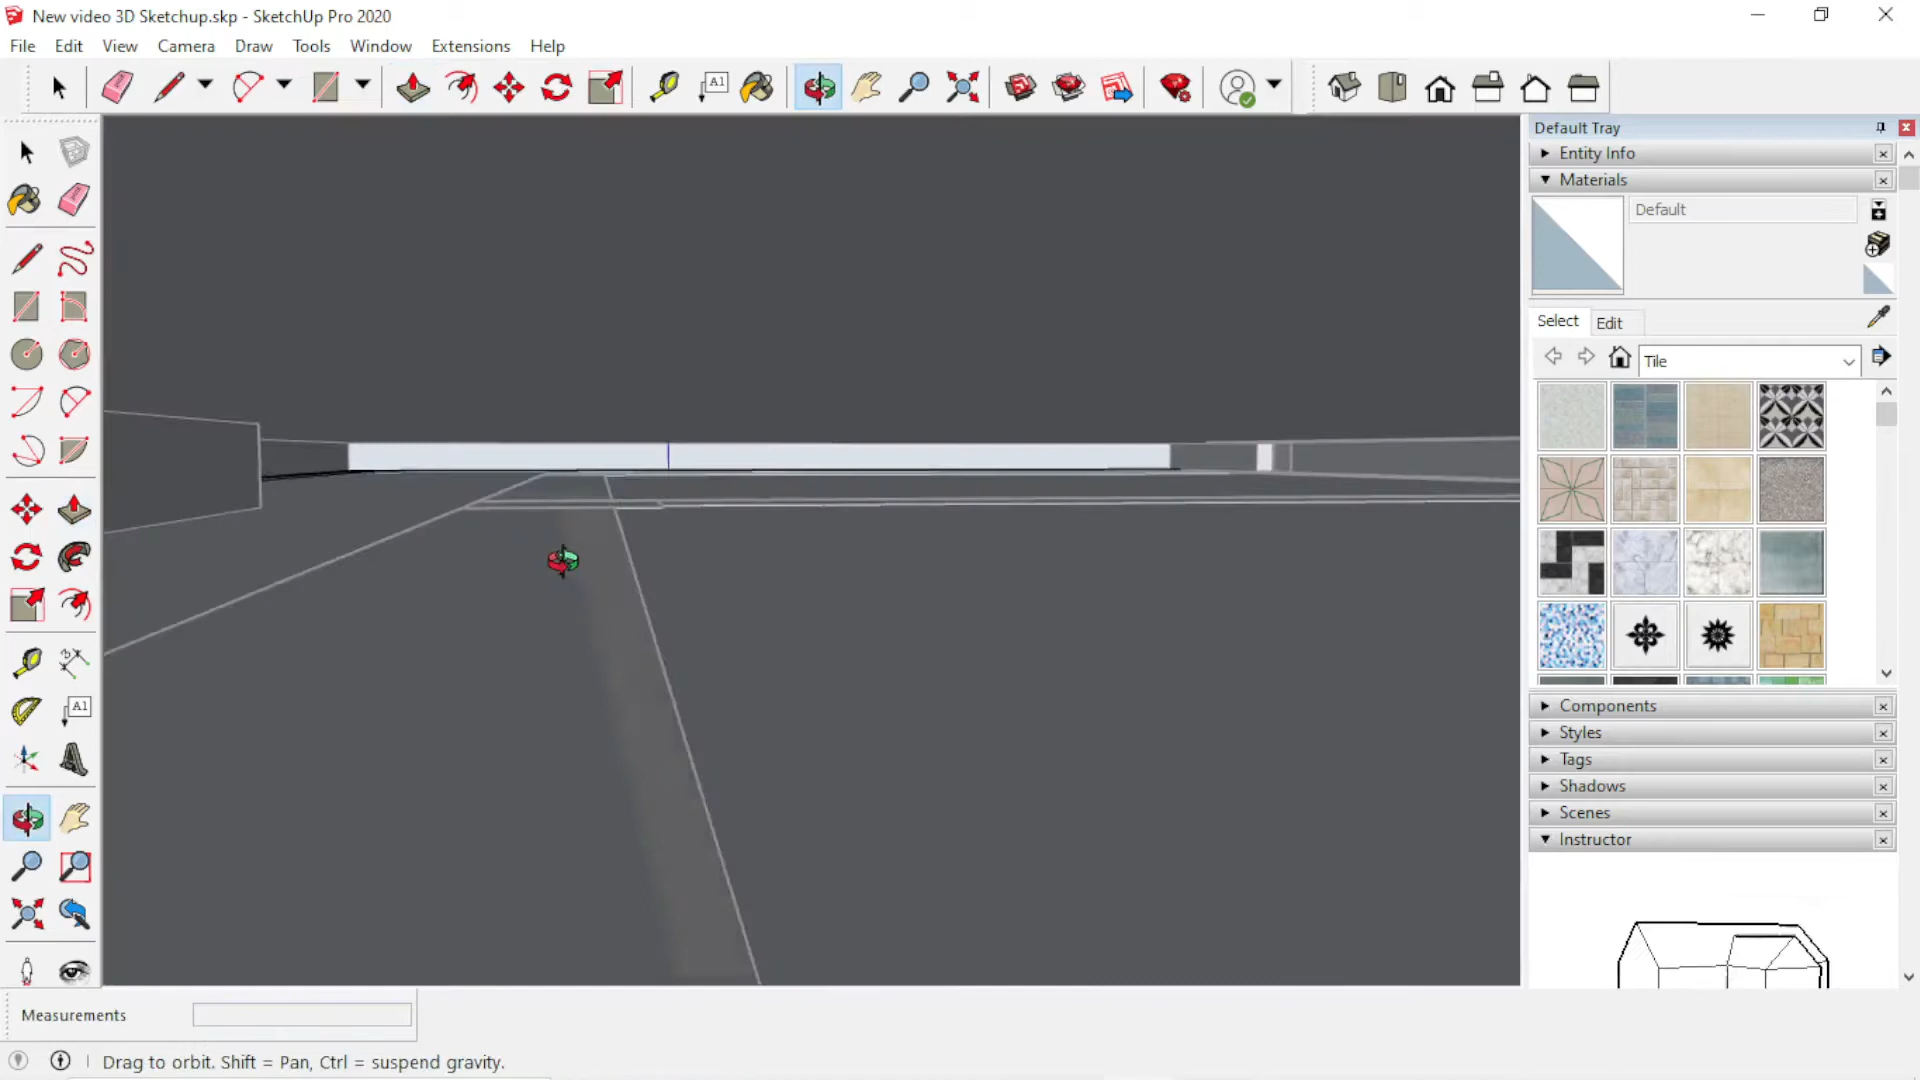 New video 3D Sketchup.skp - SketchUp Pro 2020
File Edit View Camera Draw Tools Window Extensions Help
A1
Default Tray
Entity Info
Materials
Default
Select Edit
Tile
A1
Components
Styles
Tags
Shadows
Scenes
Instructor
Measurements
Drag to orbit. Shift = Pan, Ctrl = suspend gravity.